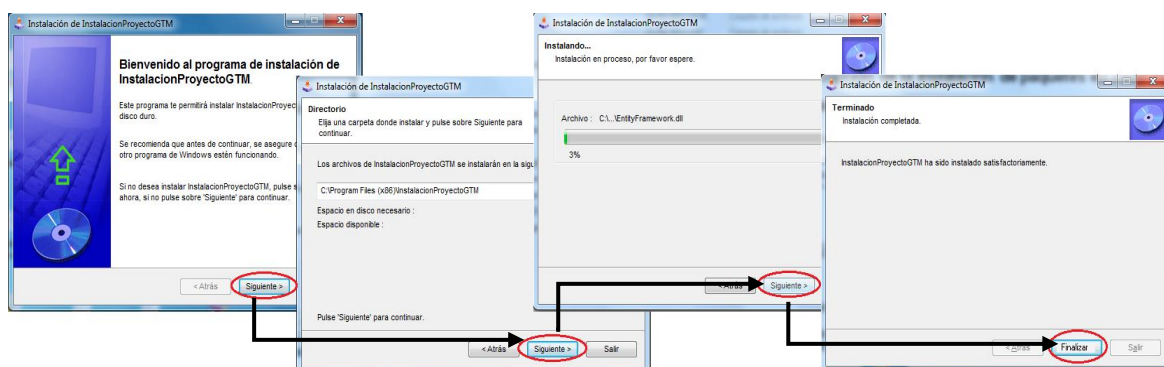 Instalación de InstalacionProyectoGTM
Bienvenido al programa de instalación de
InstalacionProyectoGTM.
Este programa te permitirá instalar InstalacionProyec
disco duro.
Se recomienda que antes de continuar, se asegure
otro programa de Windows estén funcionando.
Si no desea instalar InstalacionProyectoGTM, pulse
ahora, si no pulse sobre 'Siguiente' para continuar.
< Atrás
Siguiente >
Instalación de InstalacionProyectoGTM
Directorio
Elija una carpeta donde instalar y pulse sobre Siguiente para
continuar.
Los archivos de InstalacionProyectoGTM se instalarán en la sigu
C:\Program Files (x86)\InstalacionProyectoGTM
Espacio en disco necesario :
Espacio disponible :
Pulse 'Siguiente' para continuar.
< Atrás
Siguiente >
Salir
Instalación de InstalacionProyectoGTM
Instalando...
Instalación en proceso, por favor espere.
Archivo : C:\...\EntityFramework.dll
3%
< Atrás
Siguiente >
Instalación de InstalacionProyectoGTM
Terminado
Instalación completada.
InstalacionProyectoGTM ha sido instalado satisfactoriamente.
< Atrás
Finalizar
Salir